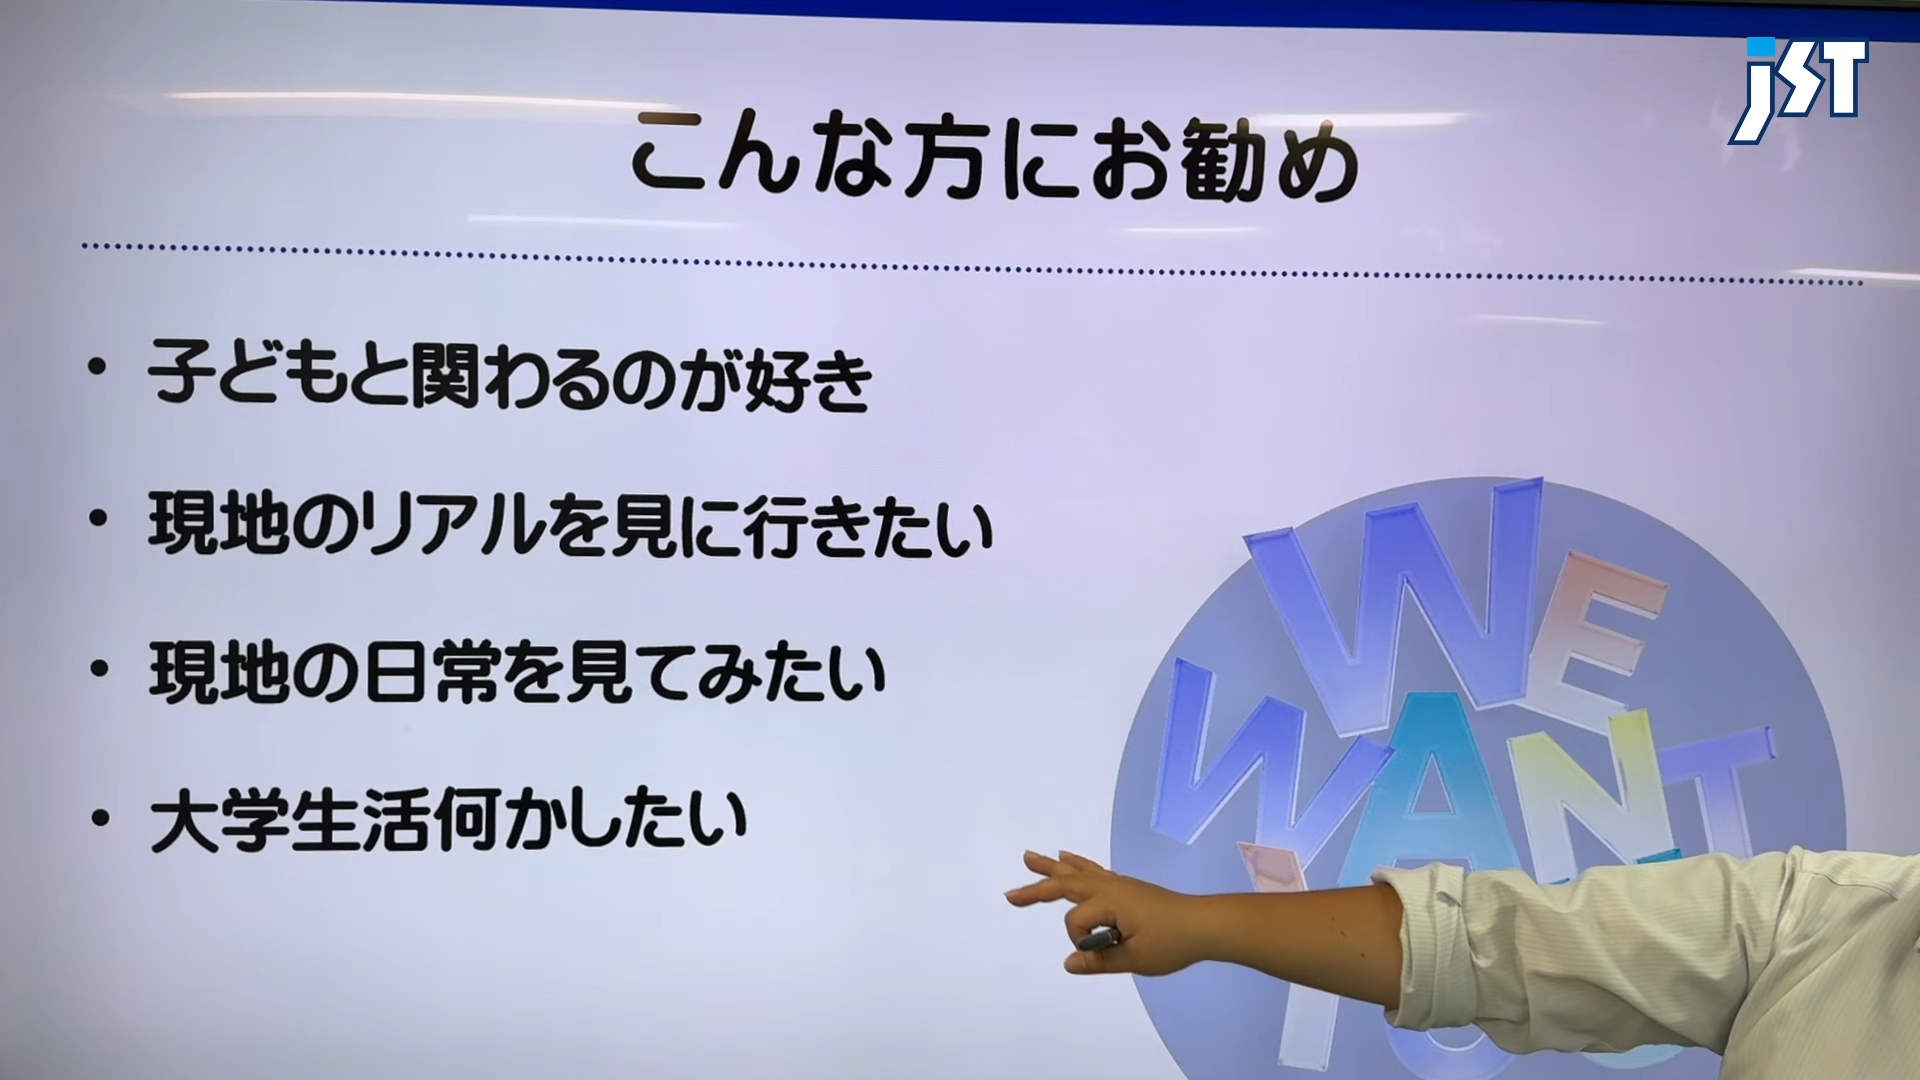 jST
こんな方にお勧め
• 子どもと関わるのが好き
• 現地のリアルを見に行きたい
• 現地の日常を見てみたい
• 大学生活何かしたい
WE
WANT